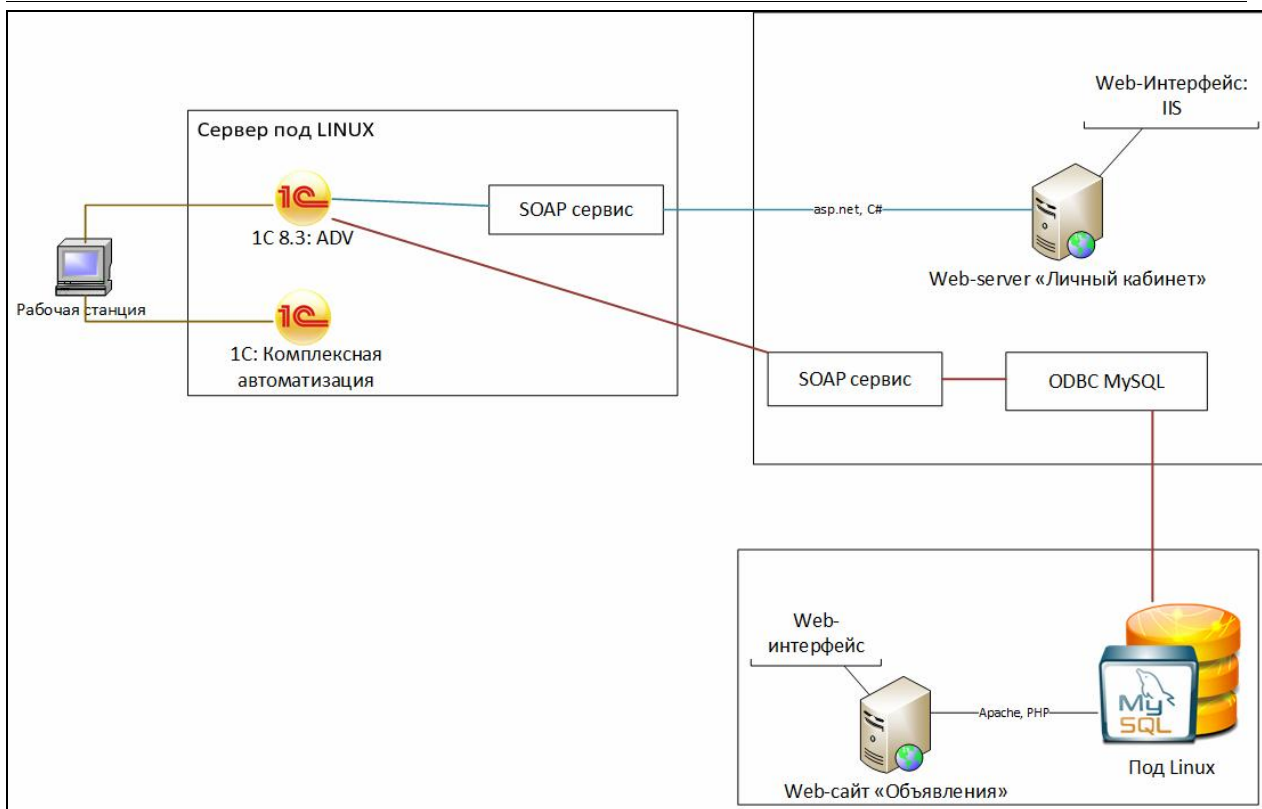 Web-Интерфейс:
IIS
Сервер под LINUX
1С
1С 8.3: ADV
SOAP сервис
asp.net, C#
Web-server «Личный кабинет»
Рабочая станция
1С
1С: Комплексная
автоматизация
SOAP сервис
ODBC MySQL
Web-
интерфейс
Apache, PHP
My
SQL
Под Linux
Web-сайт «Объявления»